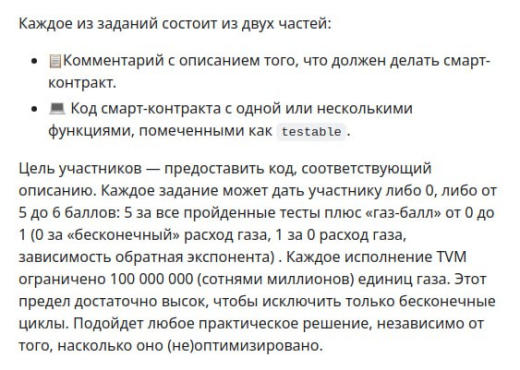 Каждое из заданий состоит из двух частей:
• 📋Комментарий с описанием того, что должен делать смарт-
контракт.
• 💻 Код смарт-контракта с одной или несколькими
функциями, помеченными как testable.
Цель участников — предоставить код, соответствующий
описанию. Каждое задание может дать участнику либо 0, либо от
5 до 6 баллов: 5 за все пройденные тесты плюс «газ-балл» от 0 до
1 (0 за «бесконечный» расход газа, 1 за 0 расход газа,
зависимость обратная экспонента) . Каждое исполнение TVM
ограничено 100 000 000 (сотнями миллионов) единиц газа. Этот
предел достаточно высок, чтобы исключить только бесконечные
циклы. Подойдет любое практическое решение, независимо от
того, насколько оно (не)оптимизировано.